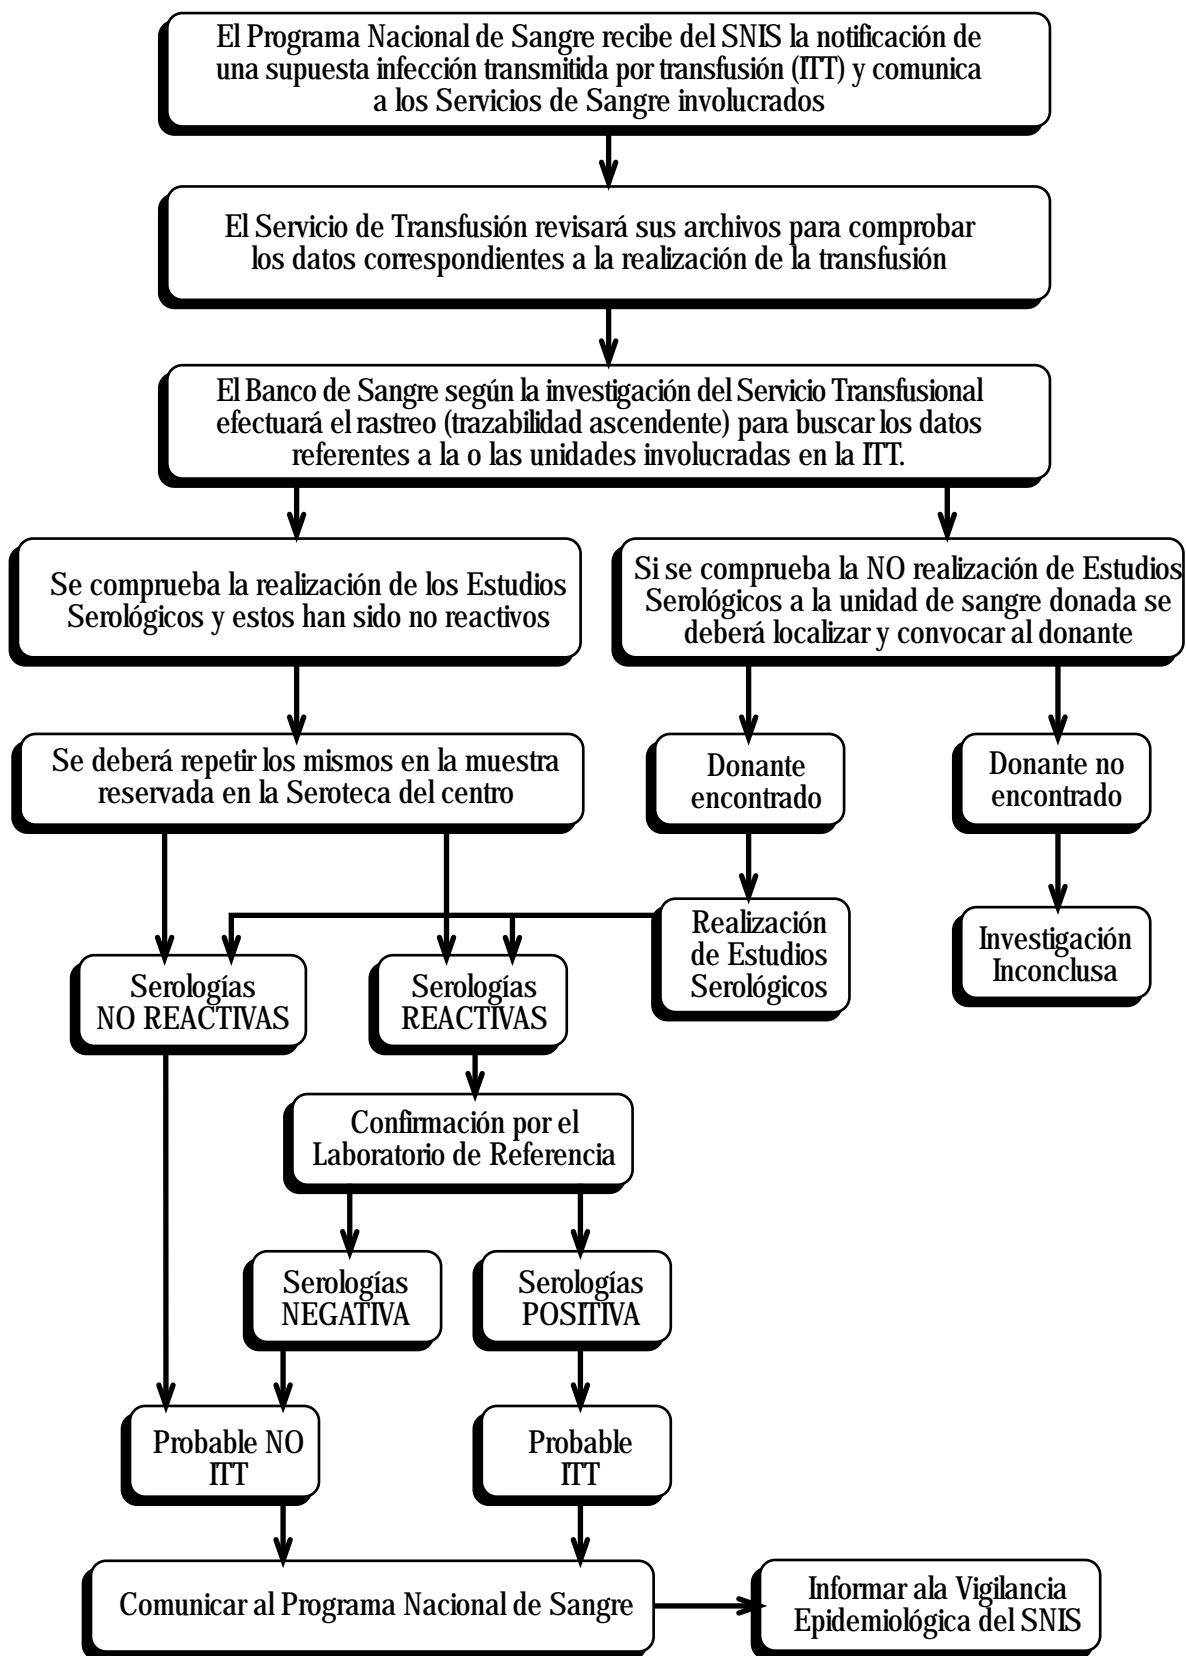 El Programa Nacional de Sangre recibe del SNIS la notificación de
una supuesta infección transmitida por transfusión (ITT) y comunica
a los Servicios de Sangre involucrados
El Servicio de Transfusión revisará sus archivos para comprobar
los datos correspondientes a la realización de la transfusión
El Banco de Sangre según la investigación del Servicio Transfusional
efectuará el rastreo (trazabilidad ascendente) para buscar los datos
referentes a la o las unidades involucradas en la ITT.
Se comprueba la realización de los Estudios
Serológicos y estos han sido no reactivos
Si se comprueba la NO realización de Estudios
Serológicos a la unidad de sangre donada se
deberá localizar y convocar al donante
Se deberá repetir los mismos en la muestra
reservada en la Seroteca del centro
Donante
encontrado
Donante no
encontrado
Realización
de Estudios
Serológicos
Investigación
Inconclusa
Serologías
NO REACTIVAS
Serologías
REACTIVAS
Confirmación por el
Laboratorio de Referencia
Serologías
NEGATIVA
Serologías
POSITIVA
Probable NO
ITT
Probable
ITT
Comunicar al Programa Nacional de Sangre
Informar ala Vigilancia
Epidemiológica del SNIS